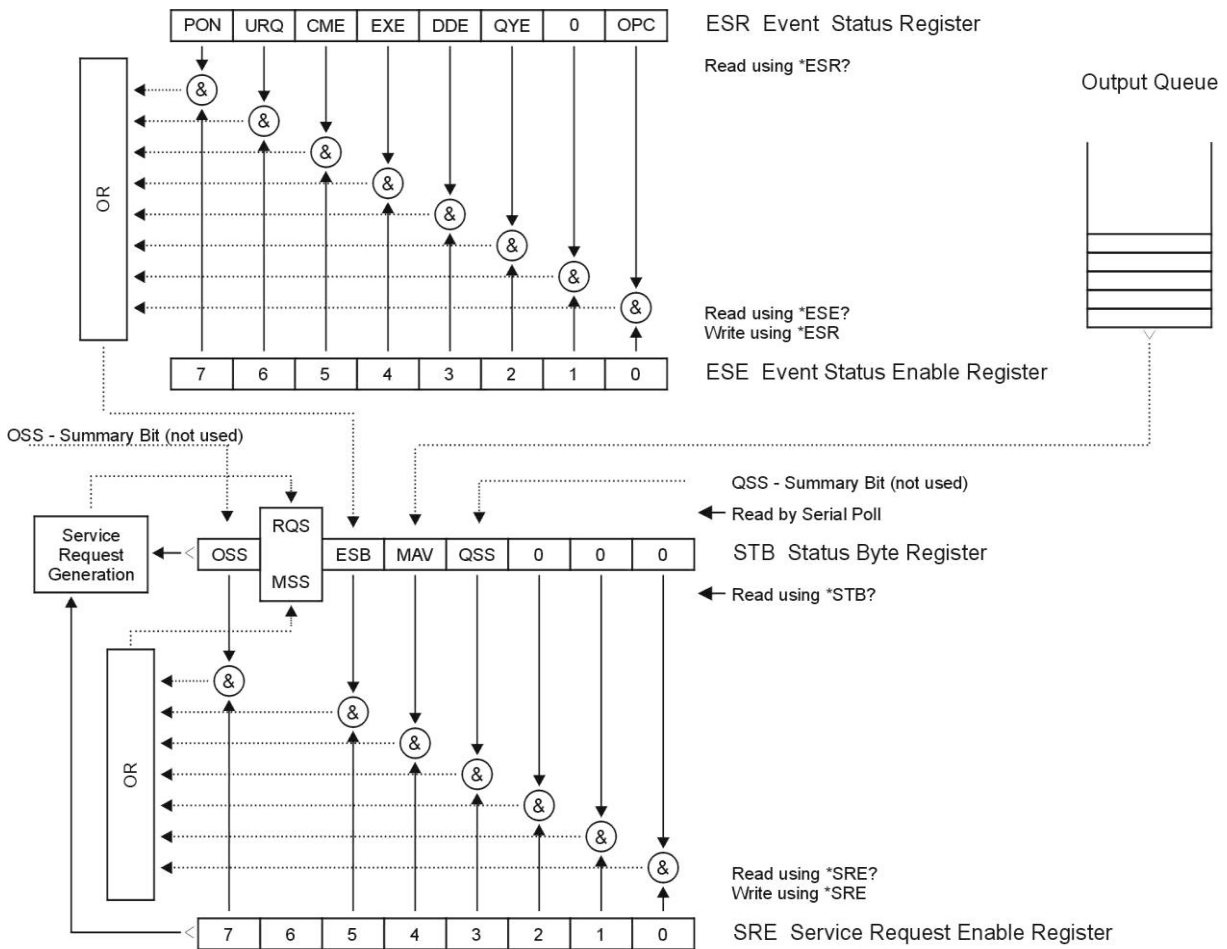 PON URQ CME EXE DDE QYE 0 OPC ESR Event Status Register
Read using *ESR?
Output Queue
&
&
&
&
&
&
&
&
OR
Read using *ESE?
Write using *ESR
7 6 5 4 3 2 1 0 ESE Event Status Enable Register
OSS - Summary Bit (not used)
QSS - Summary Bit (not used)
Read by Serial Poll
Service
Request
Generation
OSS RQS ESB MAV QSS 0 0 0 STB Status Byte Register
MSS
Read using *STB?
&
&
&
&
&
&
&
OR
Read using *SRE?
Write using *SRE
7 6 5 4 3 2 1 0 SRE Service Request Enable Register